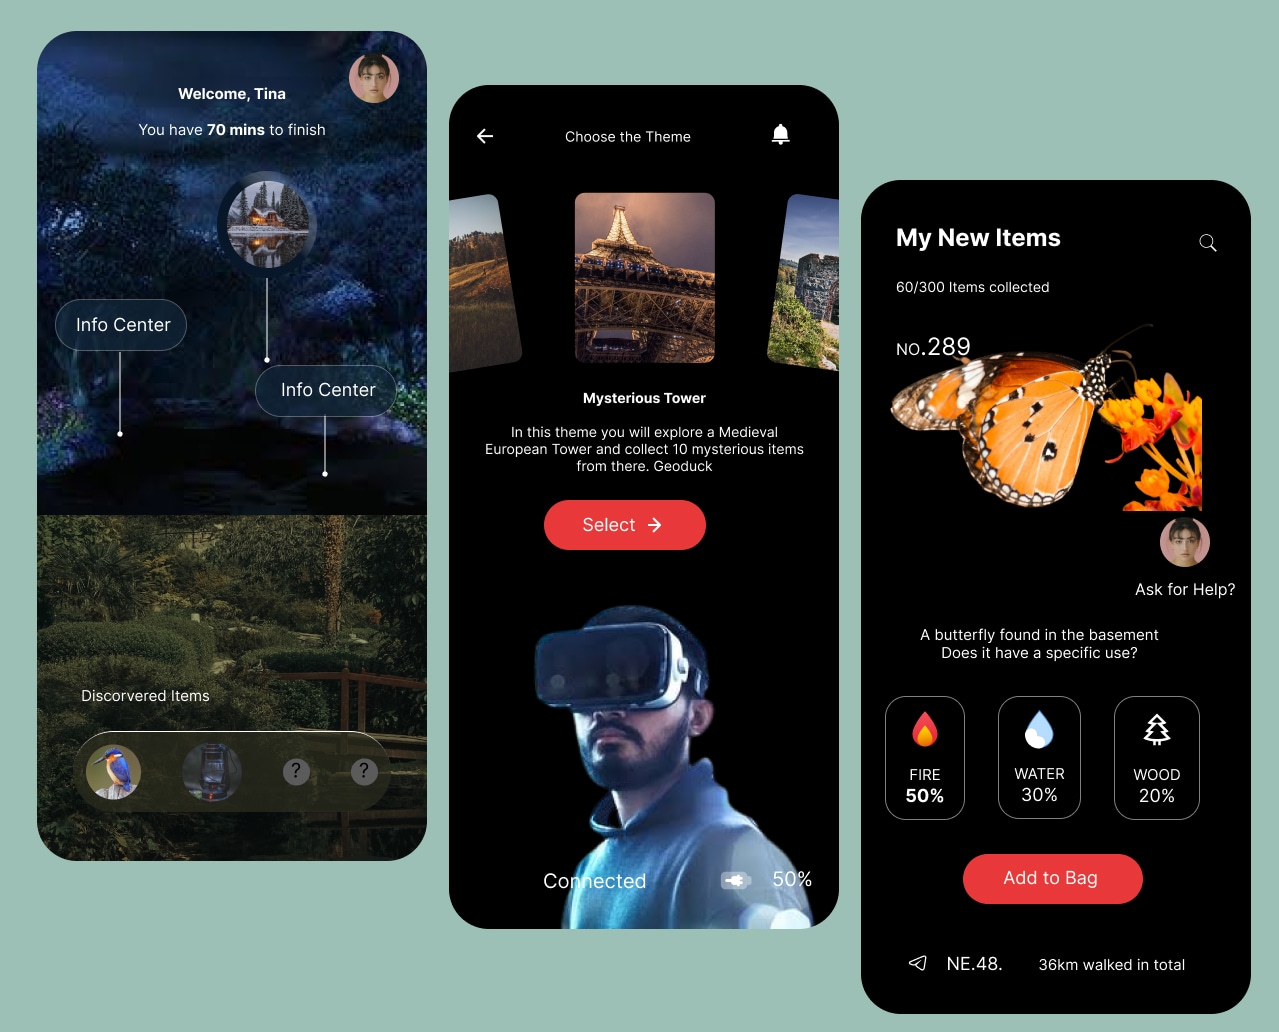 Welcome, Tina
You have 70 mins to finish
Info Center
Info Center
Discorvered Items
?
?
Choose the Theme
Mysterious Tower
In this theme you will explore a Medieval
European Tower and collect 10 mysterious items
from there. Geoduck
Select
Connected
50%
My New Items
60/300 Items collected
NO.289
Ask for Help?
A butterfly found in the basement
Does it have a specific use?
FIRE
50%
WATER
30%
WOOD
20%
Add to Bag
NE.48.
36km walked in total